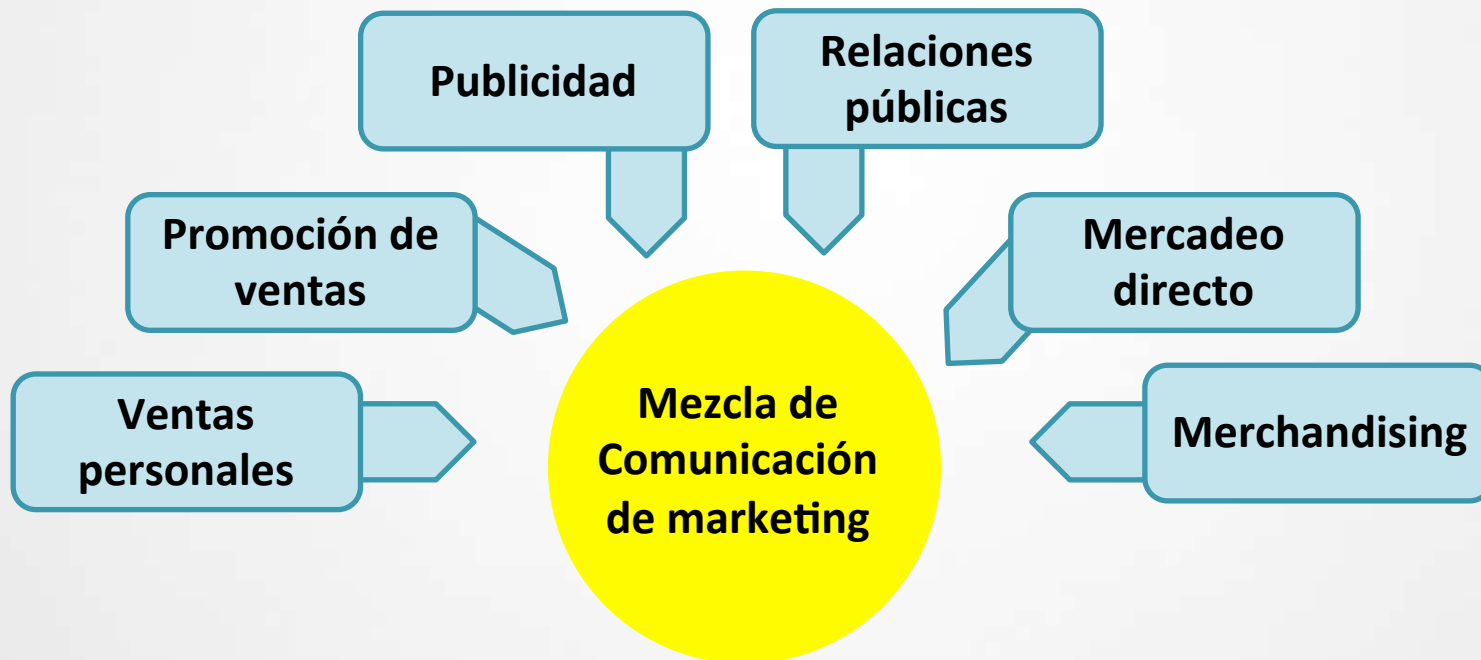 Publicidad
Relaciones
públicas
Promoción de
ventas
Mercadeo
directo
Ventas
personales
Merchandising
Mezcla de
Comunicación
de marketing